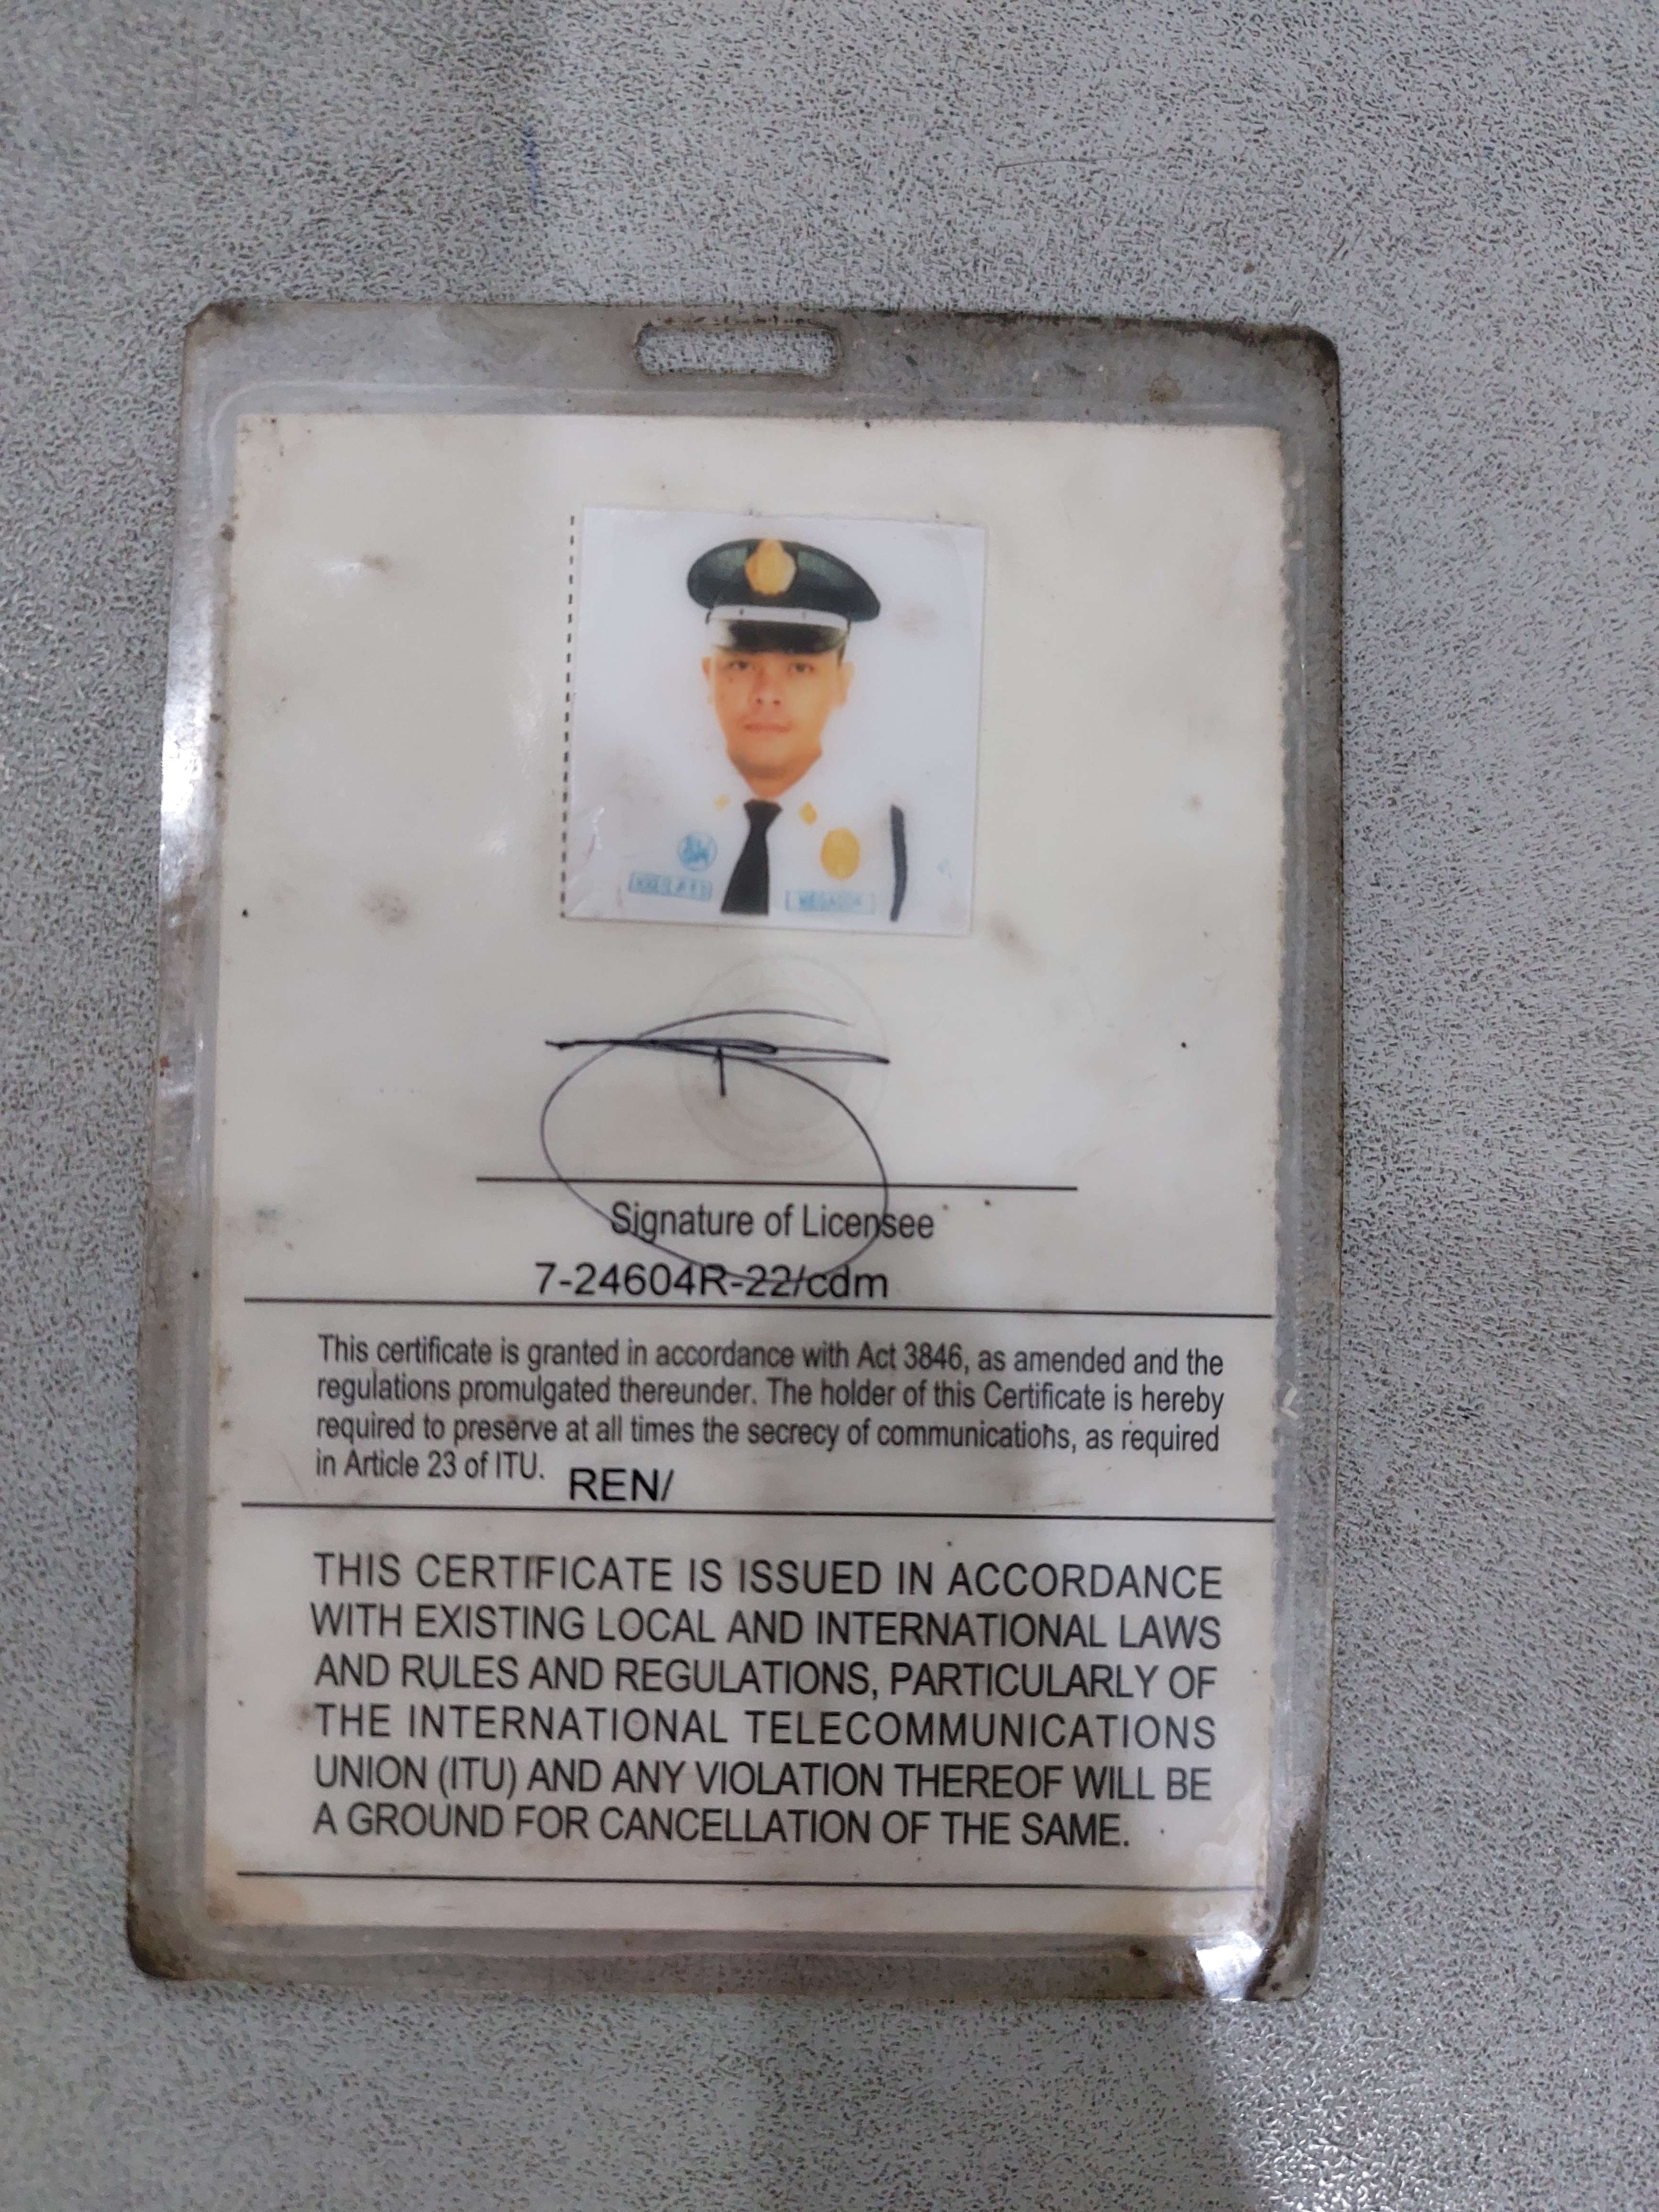 Signature of Licensee
7-24604R-22/cdm
This certificate is granted in accordance with Act 3846, as amended and the
regulations promulgated thereunder. The holder of this Certificate is hereby
required to preserve at all times the secrecy of communications, as required
in Article 23 of ITU.
REN/
THIS CERTIFICATE IS ISSUED IN ACCORDANCE
WITH EXISTING LOCAL AND INTERNATIONAL LAWS
AND RULES AND REGULATIONS, PARTICULARLY OF
THE INTERNATIONAL TELECOMMUNICATIONS
UNION (ITU) AND ANY VIOLATION THEREOF WILL BE
A GROUND FOR CANCELLATION OF THE SAME.